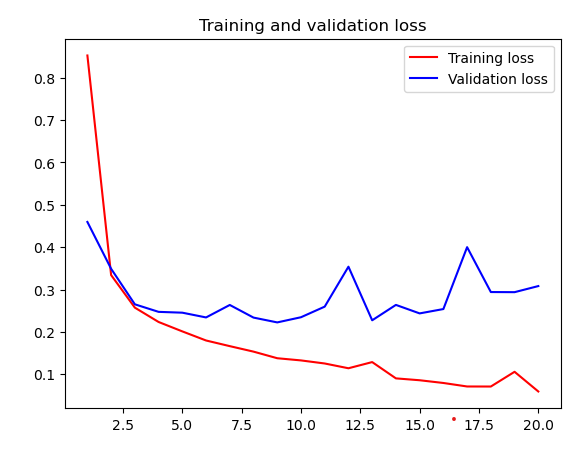 Training and validation loss
Training loss
Validation loss
0.8
0.7
0.6
0.5
0.4
0.3
0.2
0.1
2.5 5.0 7.5 10.0 12.5 15.0 17.5 20.0